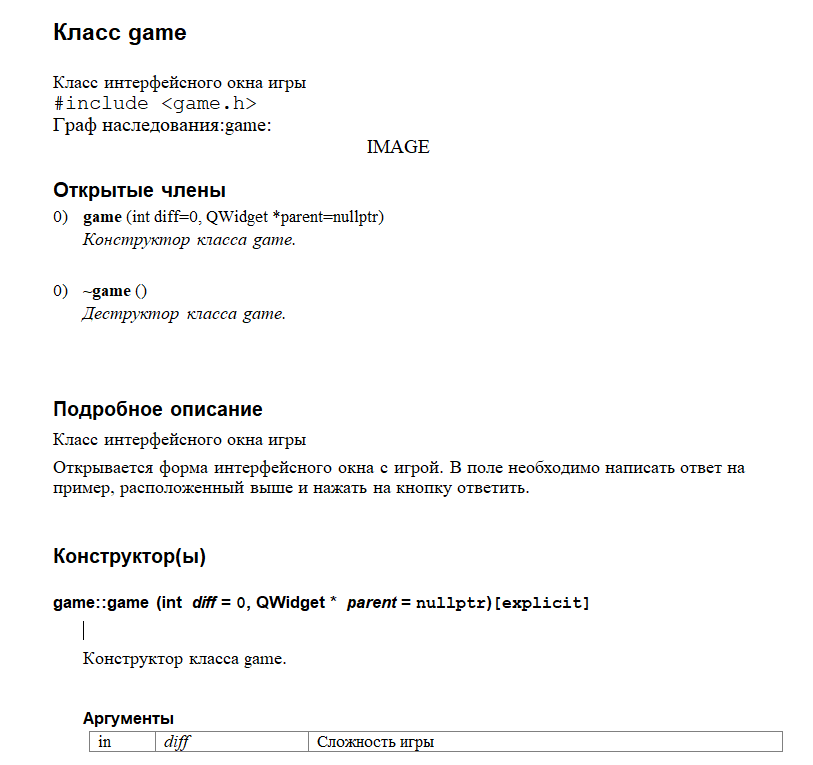 Класс game
Класс интерфейсного окна игры
#include <game.h>
Граф наследования:game:
IMAGE
Открытые члены
0) game (int diff=0, QWidget *parent=nullptr)
Конструктор класса game.
0) ~game ()
Деструктор класса game.
Подробное описание
Класс интерфейсного окна игры
Открывается форма интерфейсного окна с игрой. В поле необходимо написать ответ на
пример, расположенный выше и нажать на кнопку ответить.
Конструктор(ы)
game::game (int diff = 0, QWidget * parent = nullptr)[explicit]
Конструктор класса game.
Аргументы
in diff Сложность игры